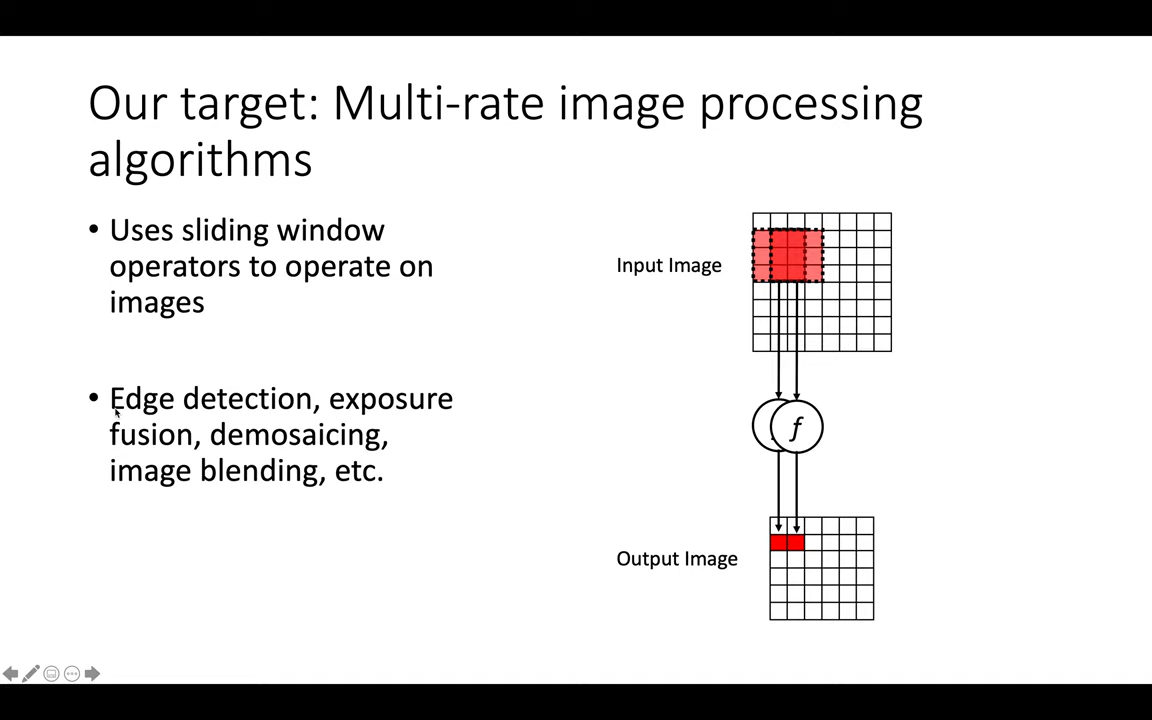 Our target: Multi-rate image processing
algorithms
• Uses sliding window
operators to operate on
images
• Edge detection, exposure
fusion, demosaicing,
image blending, etc.
Input Image
f
Output Image